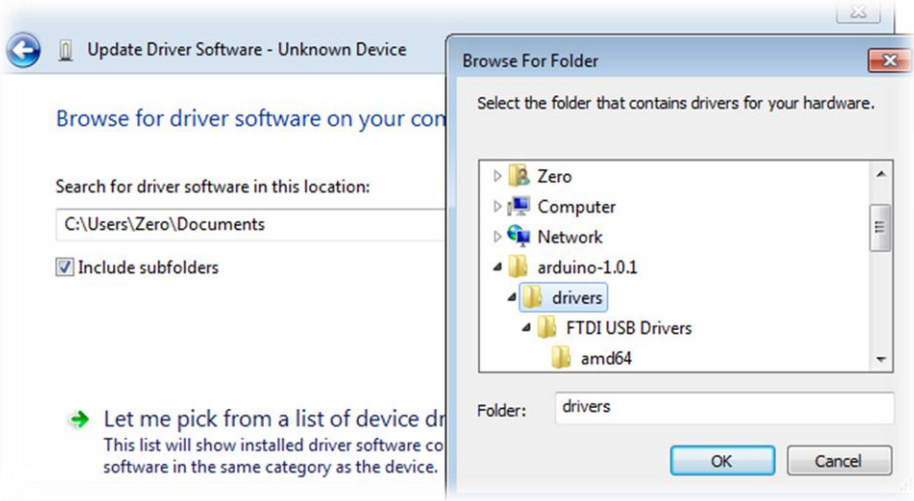 Update Driver Software - Unknown Device
Browse for driver software on your con
Search for driver software in this location:
C:\Users\Zero\Documents
Include subfolders
Let me pick from a list of device dr
This list will show installed driver software co
software in the same category as the device.
Browse For Folder
Select the folder that contains drivers for your hardware.
Zero
Computer
Network
arduino-1.0.1
drivers
FTDI USB Drivers
amd64
Folder:
drivers
OK
Cancel